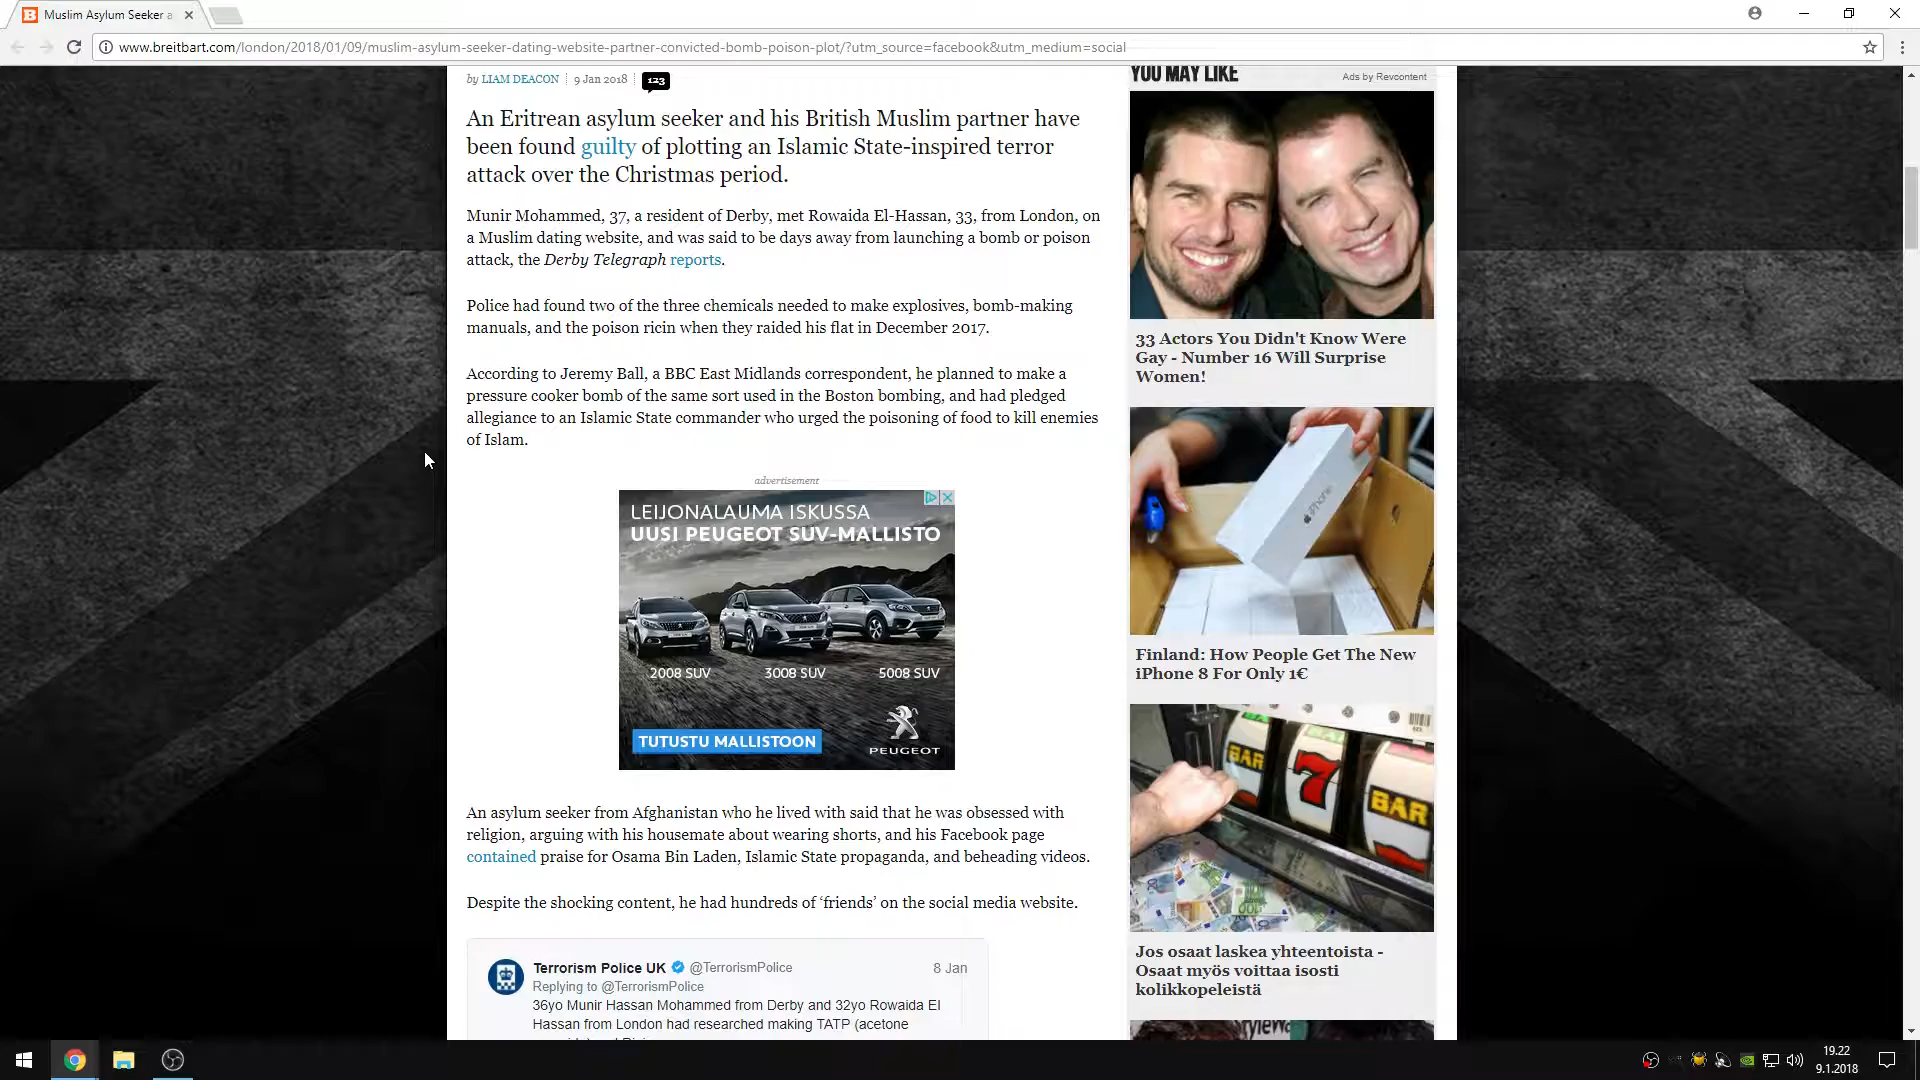 Muslim Asylum Seeker a
www.breitbart.com/london/2018/01/09/muslim-asylum-seeker-dating-website-partner-convicted-bomb-poison-plot/?utm_source=facebook&utm_medium=social
by LIAM DEACON 9 Jan 2018 123
An Eritrean asylum seeker and his British Muslim partner have
been found guilty of plotting an Islamic State-inspired terror
attack over the Christmas period.
Munir Mohammed, 37, a resident of Derby, met Rowaida El-Hassan, 33, from London, on
a Muslim dating website, and was said to be days away from launching a bomb or poison
attack, the Derby Telegraph reports.
Police had found two of the three chemicals needed to make explosives, bomb-making
manuals, and the poison ricin when they raided his flat in December 2017.
According to Jeremy Ball, a BBC East Midlands correspondent, he planned to make a
pressure cooker bomb of the same sort used in the Boston bombing, and had pledged
allegiance to an Islamic State commander who urged the poisoning of food to kill enemies
of Islam.
advertisement
LEIJONALAUMA ISKUSSA
UUSI PEUGEOT SUV-MALLISTO
2008 SUV 3008 SUV 5008 SUV
TUTUSTU MALLISTOON
PEUGEOT
An asylum seeker from Afghanistan who he lived with said that he was obsessed with
religion, arguing with his housemate about wearing shorts, and his Facebook page
contained praise for Osama Bin Laden, Islamic State propaganda, and beheading videos.
Despite the shocking content, he had hundreds of ‘friends’ on the social media website.
Terrorism Police UK @TerrorismPolice 8 Jan
Replying to @TerrorismPolice
36yo Munir Hassan Mohammed from Derby and 32yo Rowaida El
Hassan from London had researched making TATP (acetone
YOU MAY LIKE Ads by Revcontent
33 Actors You Didn't Know Were
Gay - Number 16 Will Surprise
Women!
iPhone
Finland: How People Get The New
iPhone 8 For Only 1€
BAR 7 BAR
Jos osaat laskea yhteentoista -
Osaat myös voittaa isosti
kolikkopeleistä
19.22
9.1.2018